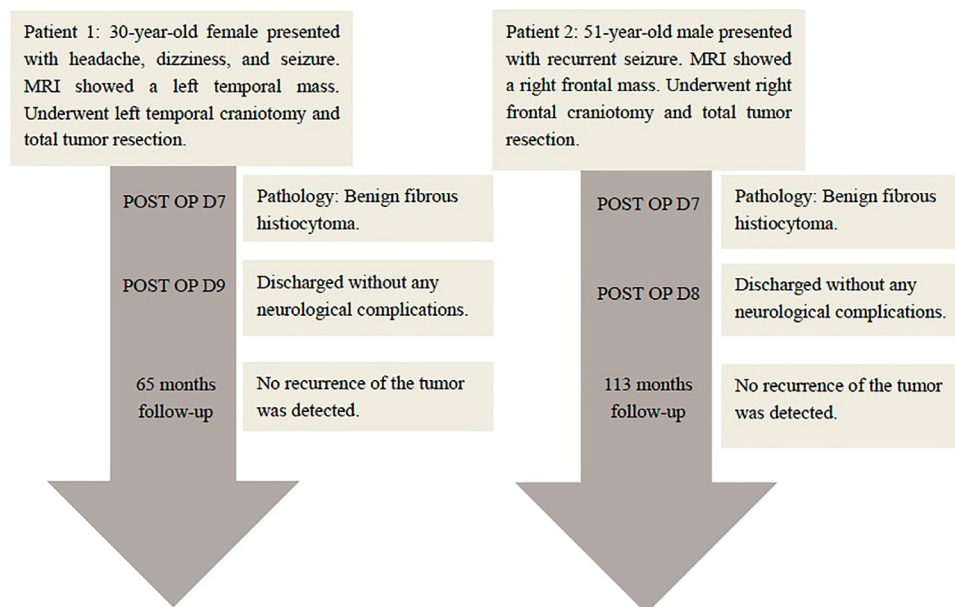 Patient 1: 30-year-old female presented
with headache, dizziness, and seizure.
MRI showed a left temporal mass.
Underwent left temporal craniotomy and
total tumor resection.
POST OP D7
Pathology: Benign fibrous
histiocytoma.
POST OP D9
Discharged without any
neurological complications.
65 months
follow-up
No recurrence of the tumor
was detected.
Patient 2: 51-year-old male presented
with recurrent seizure. MRI showed
a right frontal mass. Underwent right
frontal craniotomy and total tumor
resection.
POST OP D7
Pathology: Benign fibrous
histiocytoma.
POST OP D8
Discharged without any
neurological complications.
113 months
follow-up
No recurrence of the tumor
was detected.